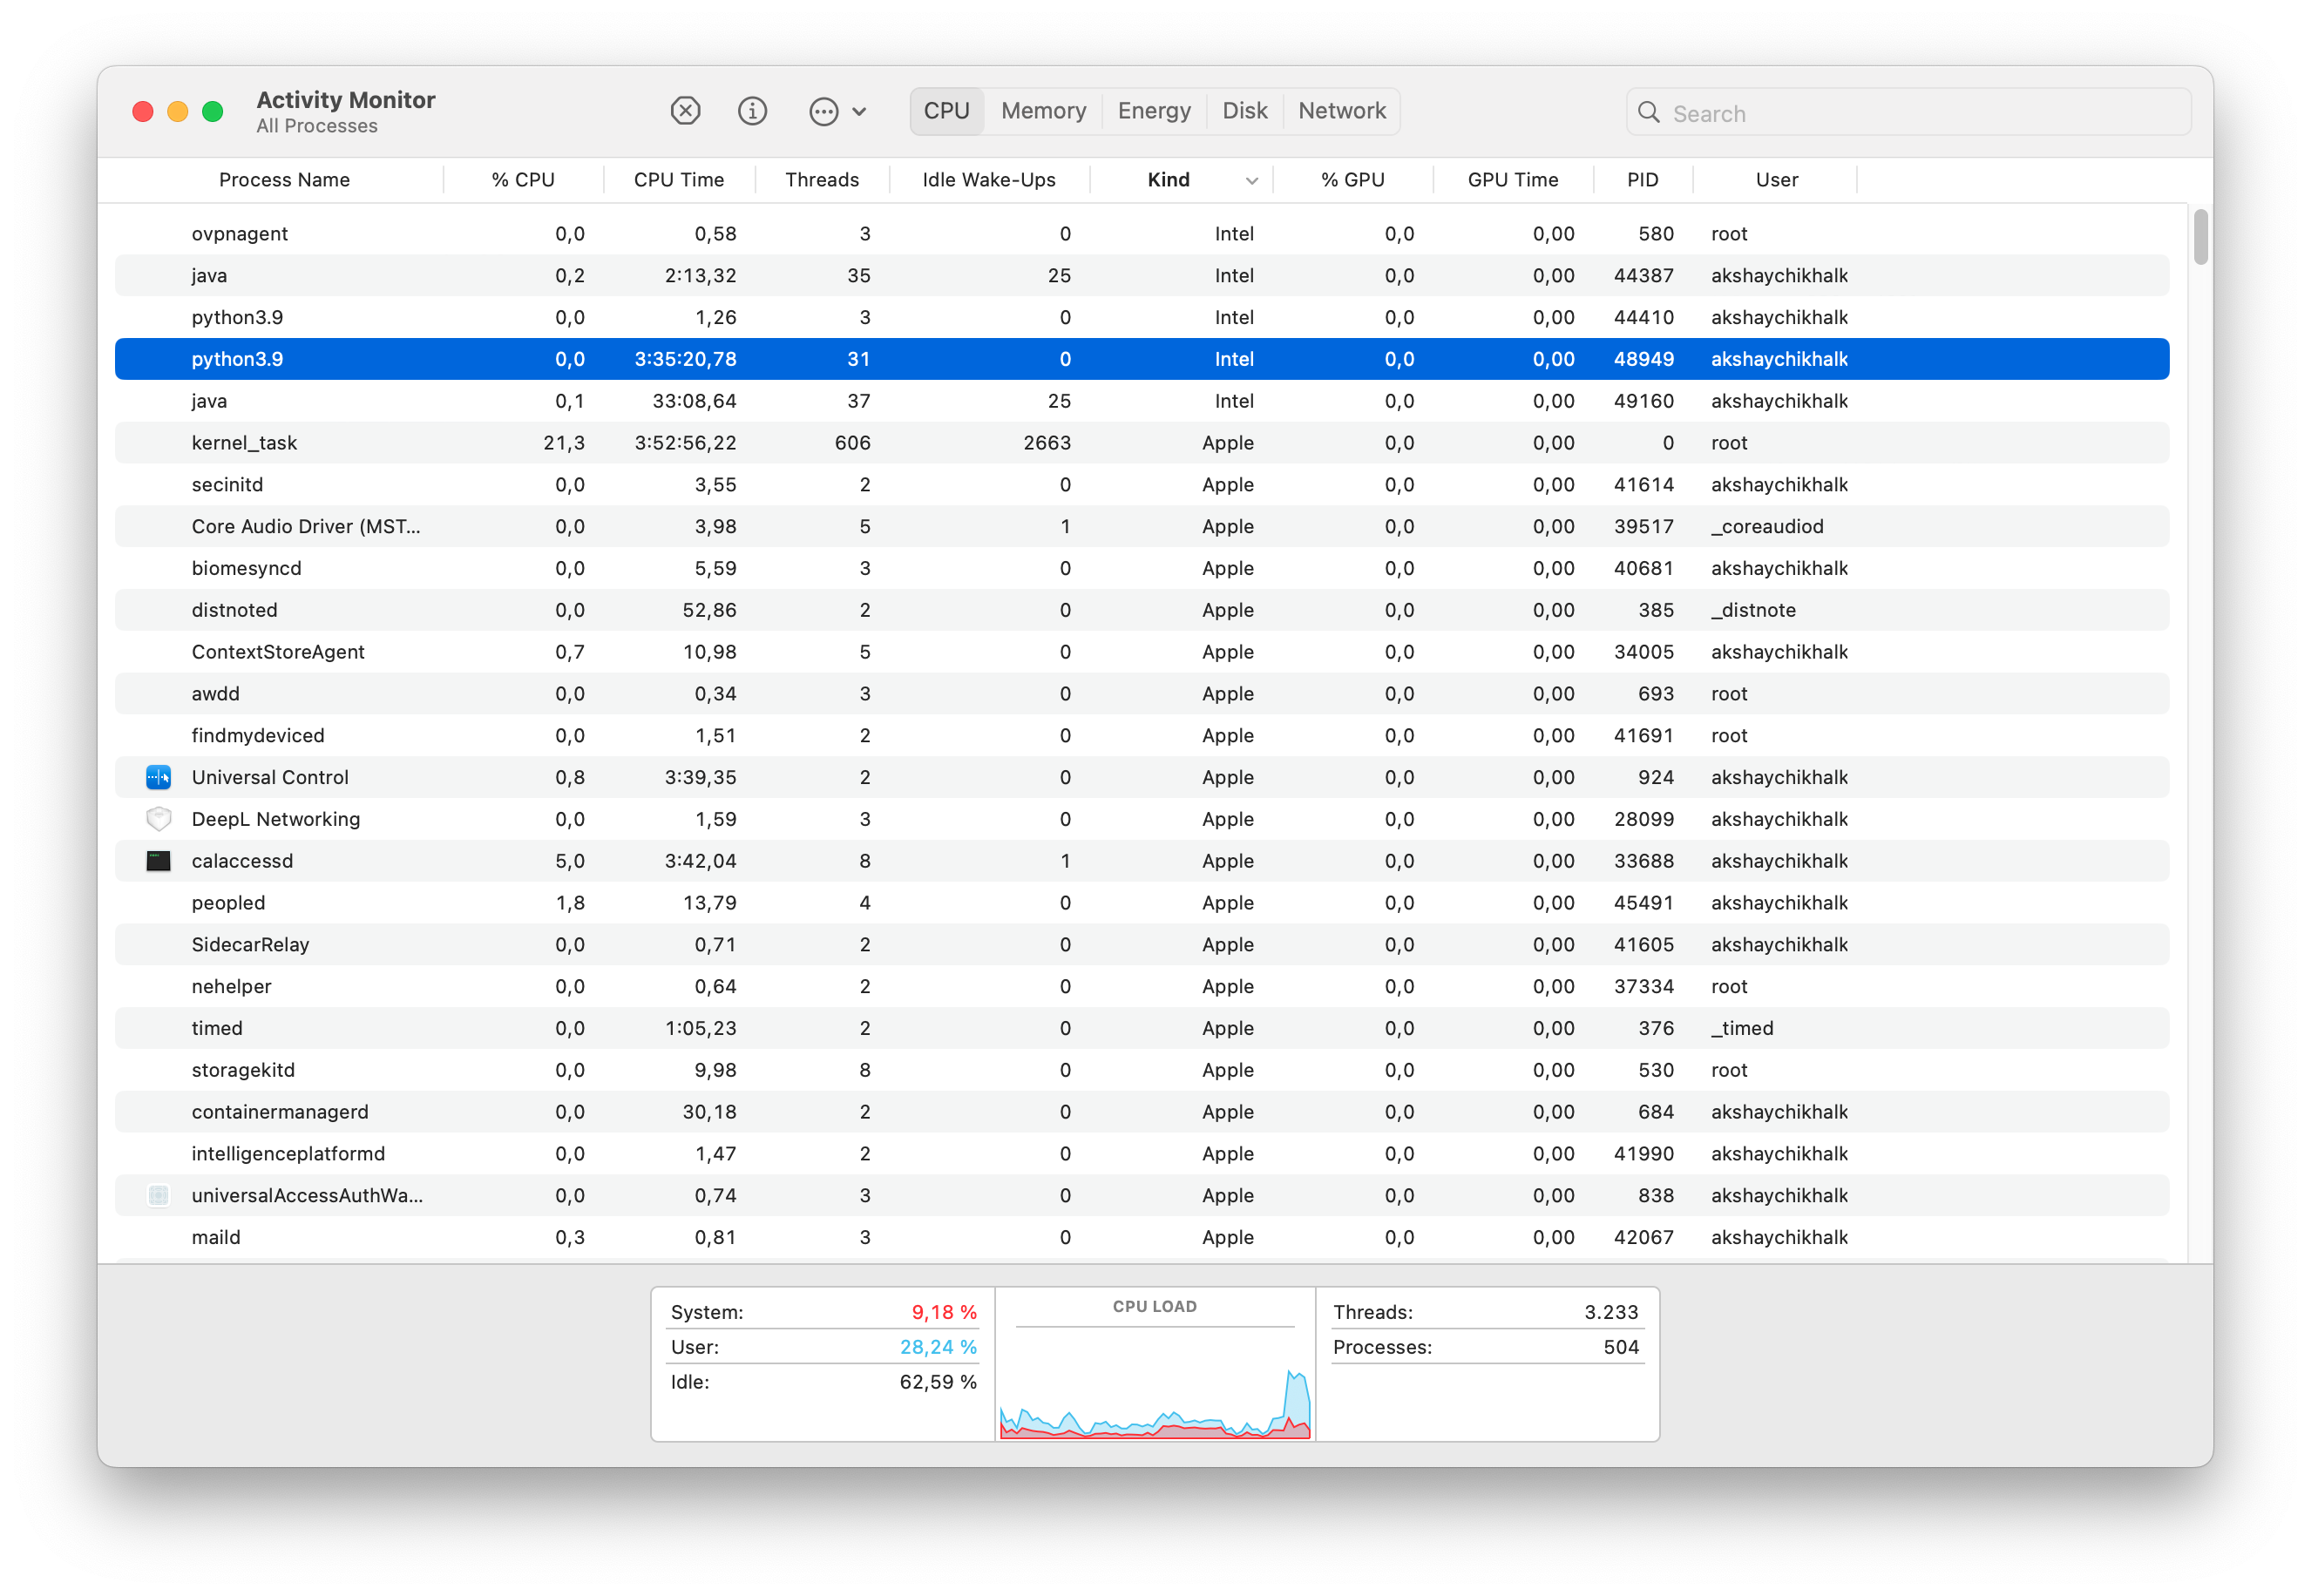 Activity Monitor
All Processes
CPU Memory Energy Disk Network
Search
Process Name % CPU CPU Time Threads Idle Wake-Ups Kind % GPU GPU Time PID User
ovpnagent 0,0 0,58 3 0 Intel 0,0 0,00 580 root
java 0,2 2:13,32 35 25 Intel 0,0 0,00 44387 akshaychikhalk
python3.9 0,0 1,26 3 0 Intel 0,0 0,00 44410 akshaychikhalk
python3.9 0,0 3:35:20,78 31 0 Intel 0,0 0,00 48949 akshaychikhalk
java 0,1 33:08,64 37 25 Intel 0,0 0,00 49160 akshaychikhalk
kernel_task 21,3 3:52:56,22 606 2663 Apple 0,0 0,00 0 root
secinitd 0,0 3,55 2 0 Apple 0,0 0,00 41614 akshaychikhalk
Core Audio Driver (MST... 0,0 3,98 5 1 Apple 0,0 0,00 39517 _coreaudiod
biomesyncd 0,0 5,59 3 0 Apple 0,0 0,00 40681 akshaychikhalk
distnoted 0,0 52,86 2 0 Apple 0,0 0,00 385 _distnote
ContextStoreAgent 0,7 10,98 5 0 Apple 0,0 0,00 34005 akshaychikhalk
awdd 0,0 0,34 3 0 Apple 0,0 0,00 693 root
findmydeviced 0,0 1,51 2 0 Apple 0,0 0,00 41691 root
Universal Control 0,8 3:39,35 2 0 Apple 0,0 0,00 924 akshaychikhalk
DeepL Networking 0,0 1,59 3 0 Apple 0,0 0,00 28099 akshaychikhalk
calaccessd 5,0 3:42,04 8 1 Apple 0,0 0,00 33688 akshaychikhalk
peopled 1,8 13,79 4 0 Apple 0,0 0,00 45491 akshaychikhalk
SidecarRelay 0,0 0,71 2 0 Apple 0,0 0,00 41605 akshaychikhalk
nehelper 0,0 0,64 2 0 Apple 0,0 0,00 37334 root
timed 0,0 1:05,23 2 0 Apple 0,0 0,00 376 _timed
storagekitd 0,0 9,98 8 0 Apple 0,0 0,00 530 root
containermanagerd 0,0 30,18 2 0 Apple 0,0 0,00 684 akshaychikhalk
intelligenceplatformd 0,0 1,47 2 0 Apple 0,0 0,00 41990 akshaychikhalk
universalAccessAuthWa... 0,0 0,74 3 0 Apple 0,0 0,00 838 akshaychikhalk
maild 0,3 0,81 3 0 Apple 0,0 0,00 42067 akshaychikhalk
System: 9,18 %
User: 28,24 %
Idle: 62,59 %
CPU LOAD
Threads: 3.233
Processes: 504